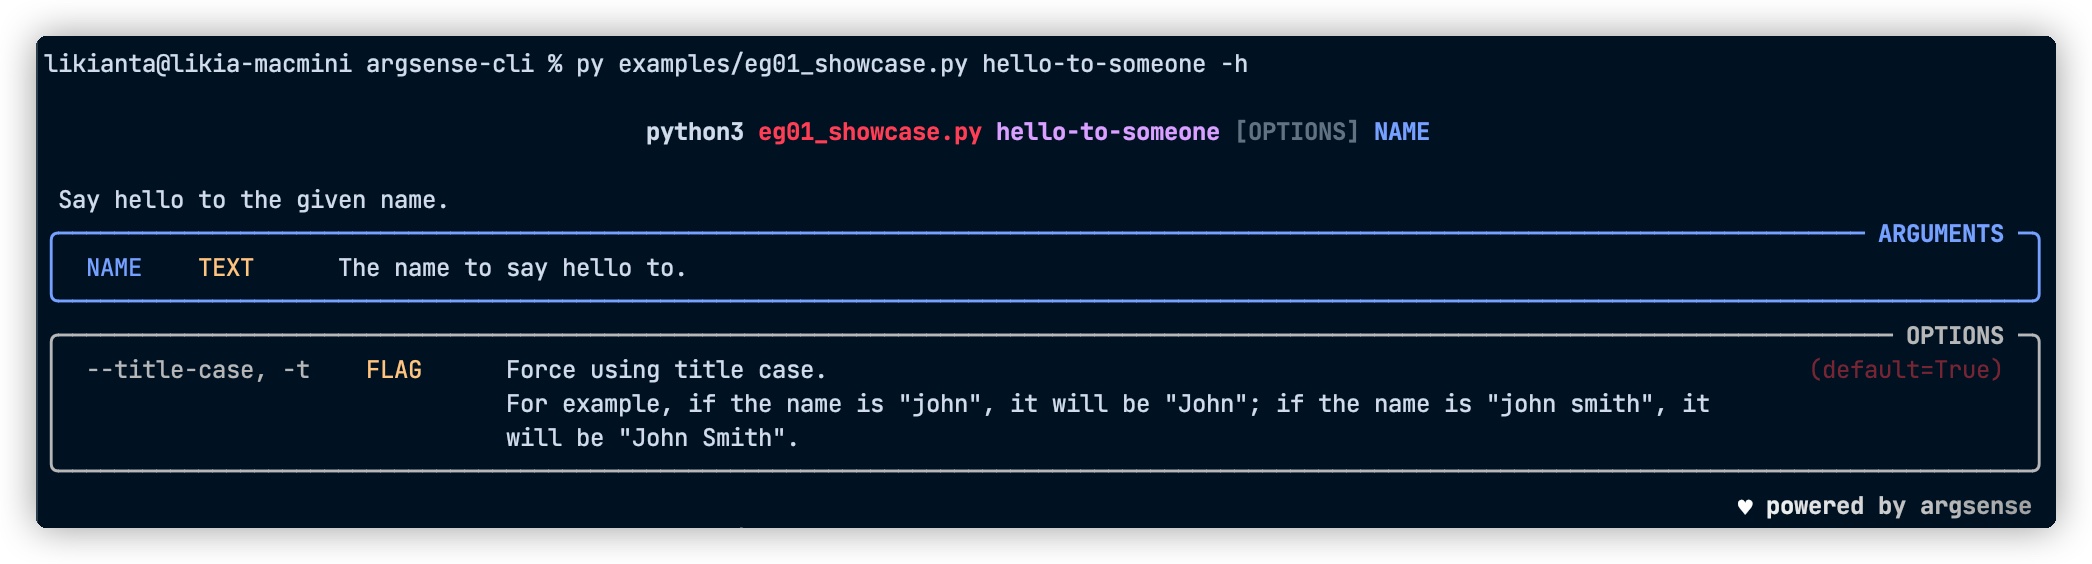 likianta@likia-macmini argsense-cli % py examples/eg01_showcase.py hello-to-someone -h
python3 eg01_showcase.py hello-to-someone [OPTIONS] NAME
Say hello to the given name.
ARGUMENTS
NAME TEXT The name to say hello to.
OPTIONS
--title-case, -t FLAG Force using title case. (default=True)
For example, if the name is "john", it will be "John"; if the name is "john smith", it
will be "John Smith".
♥ powered by argsense